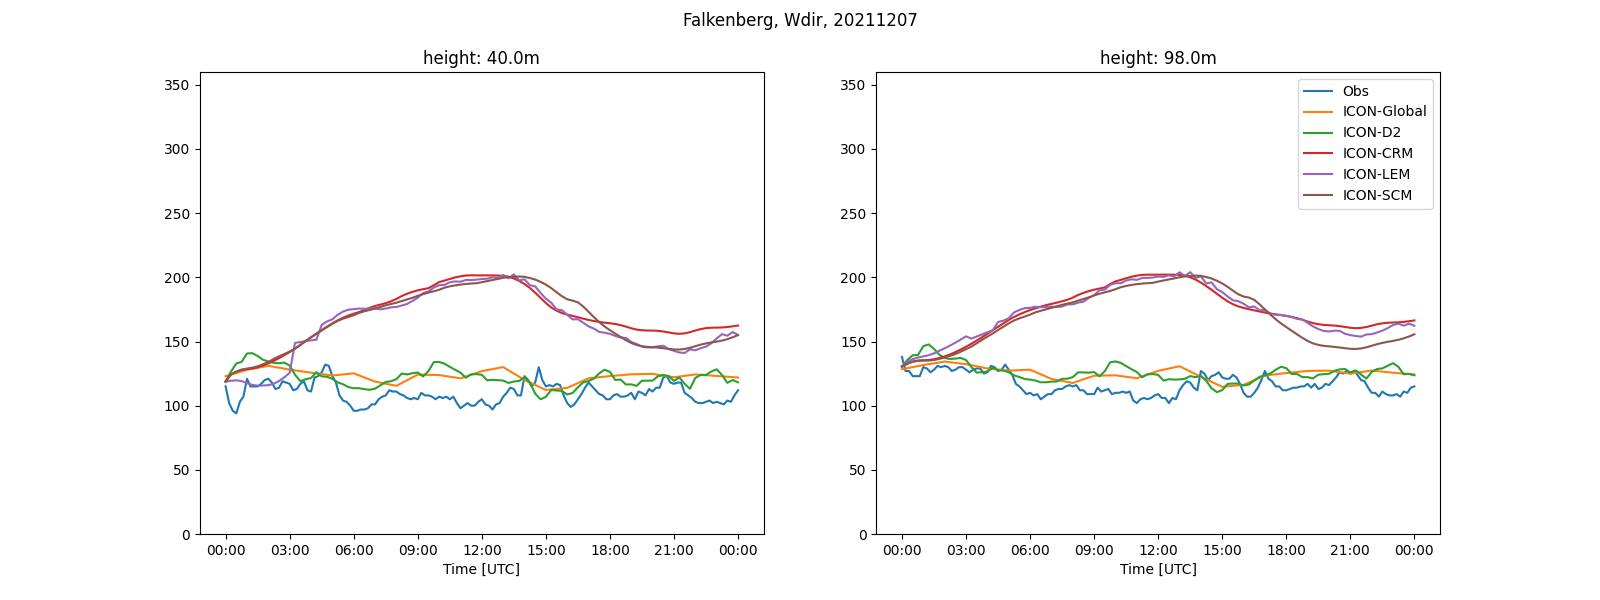 Falkenberg, Wdir, 20211207
height: 40.0m
350
300
250
200
150
100
50
0
00:00 03:00 06:00 09:00 12:00 15:00 18:00 21:00 00:00
Time [UTC]
height: 98.0m
350
300
250
200
150
100
50
0
00:00 03:00 06:00 09:00 12:00 15:00 18:00 21:00 00:00
Time [UTC]
Obs
ICON-Global
ICON-D2
ICON-CRM
ICON-LEM
ICON-SCM